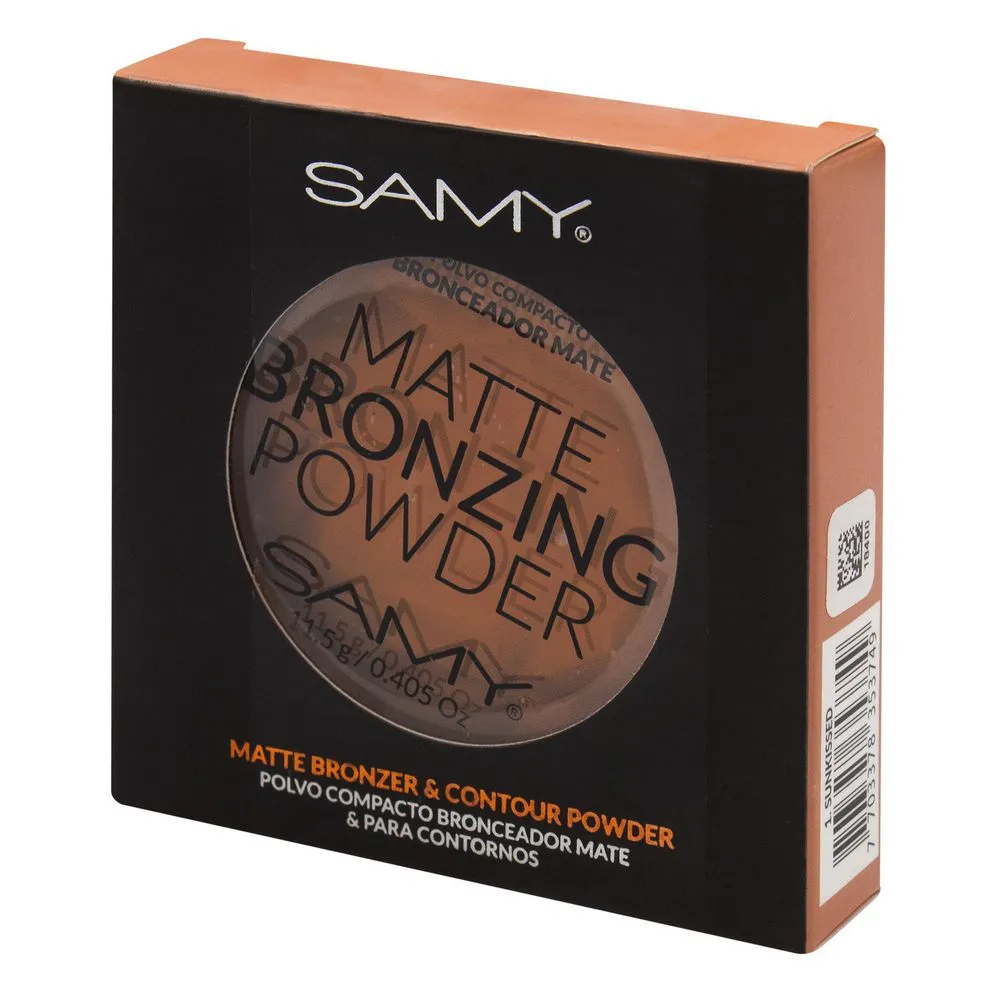 SAMY®
POLVO COMPACTO
BRONCEADOR MATE
MATTE
BRONZING
POWDER
SAMY®
11.5 g / 0.405 Oz
MATTE BRONZER & CONTOUR POWDER
POLVO COMPACTO BRONCEADOR MATE
& PARA CONTORNOS
18400
1. SUNKISSED
7 703378 353749